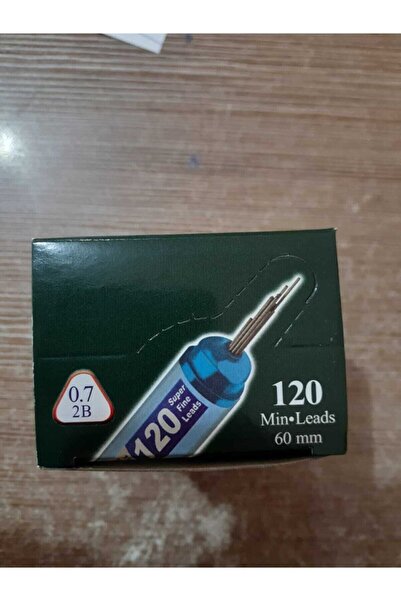 0.7
2B
120
Super
Fine
Leads
120
Min•Leads
60 mm